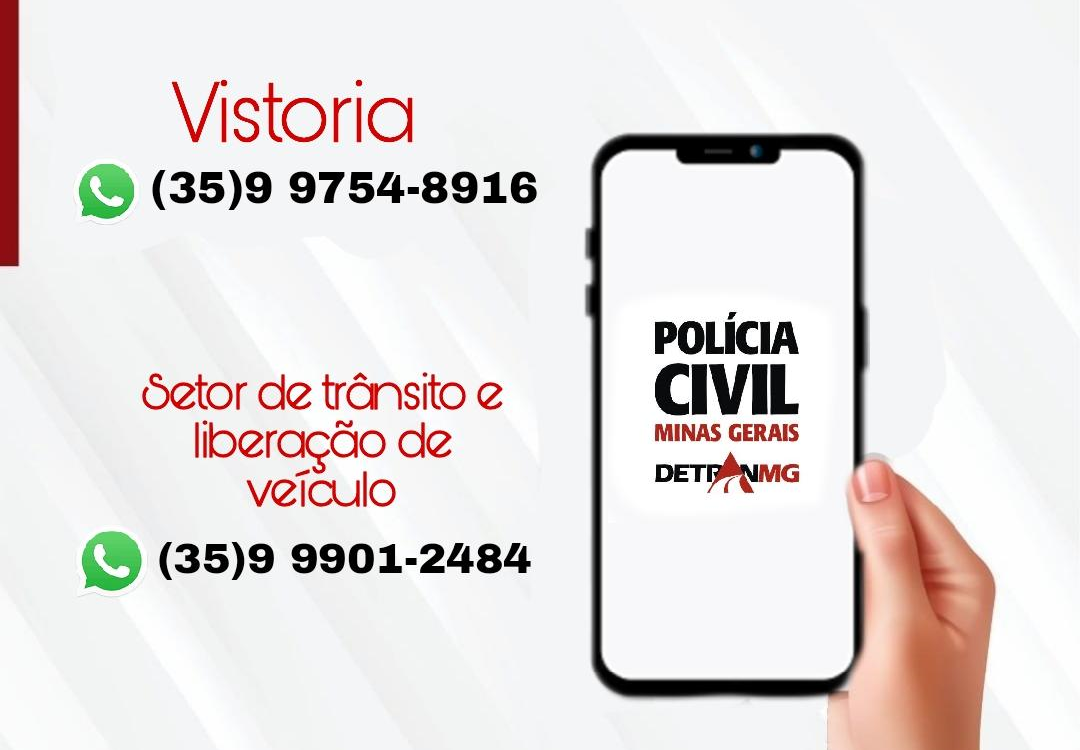 Vistoria
(35)9 9754-8916
Setor de trânsito e
liberação de
veículo
(35)9 9901-2484
POLÍCIA
CIVIL
MINAS GERAIS
DETRANMG